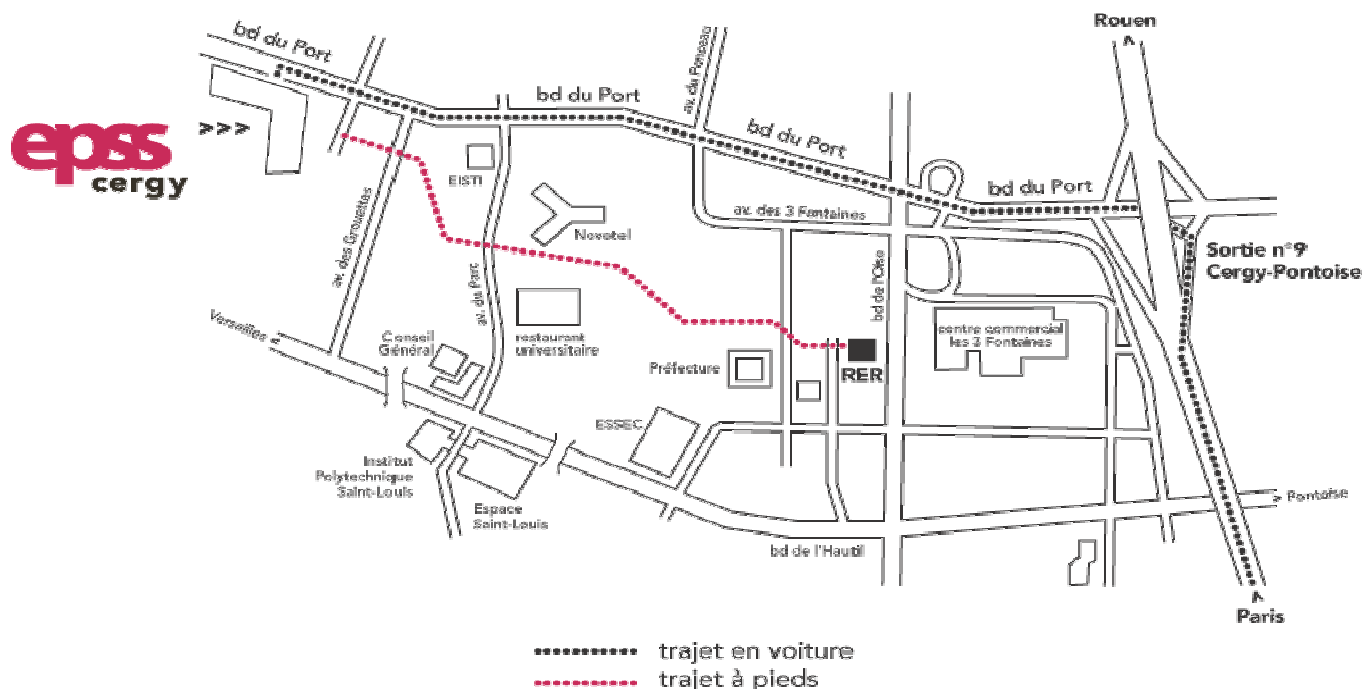 Rouen
bd du Port
av. du Ponceau
bd du Port
bd du Port
bd du Port
epss
cergy
>>>
EISTI
av. des 3 Fontaines
av. des Grouettes
Novotel
Sortie n°9
Cergy-Pontoise
av. du Parc
bd de l'Oise
Versailles
Conseil
Général
restaurant
universitaire
centre commercial
les 3 Fontaines
Préfecture
RER
ESSEC
Institut
Polytechnique
Saint-Louis
Espace
Saint-Louis
Pontoise
bd de l'Hautil
Paris
trajet en voiture
trajet à pieds